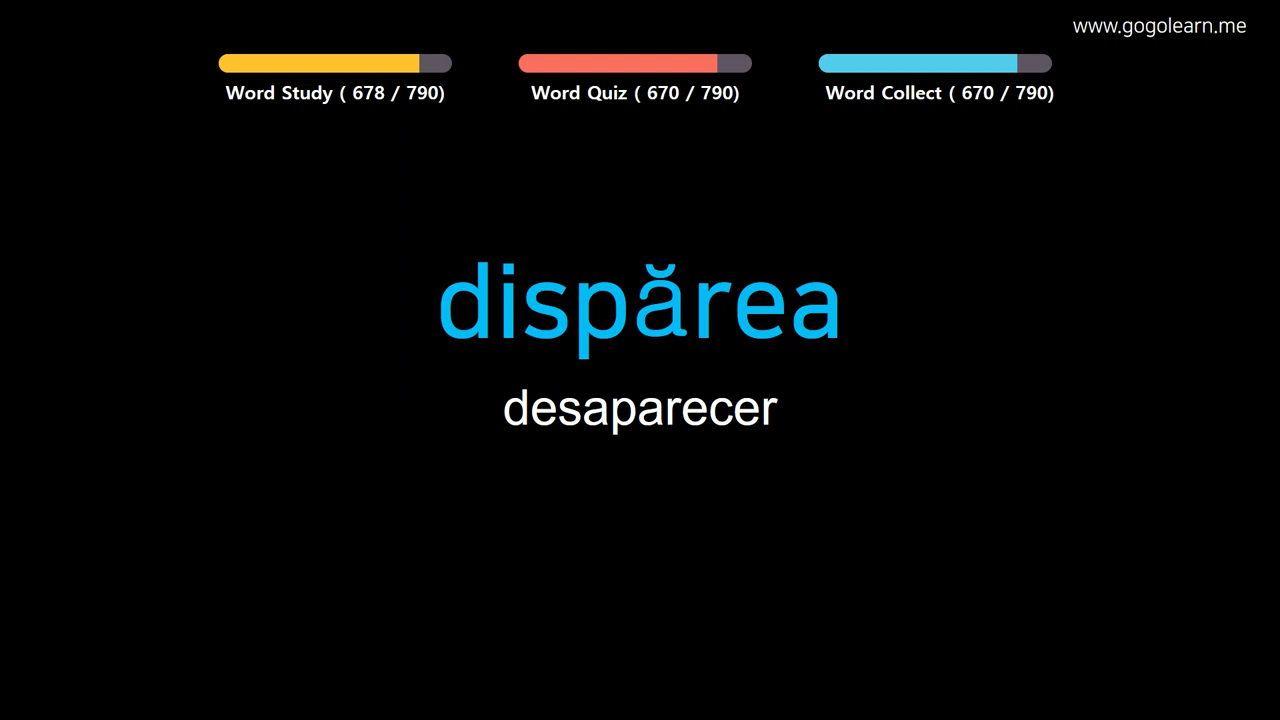 www.gogolearn.me
Word Study ( 678 / 790)
Word Quiz ( 670 / 790)
Word Collect ( 670 / 790)
dispărea
desaparecer